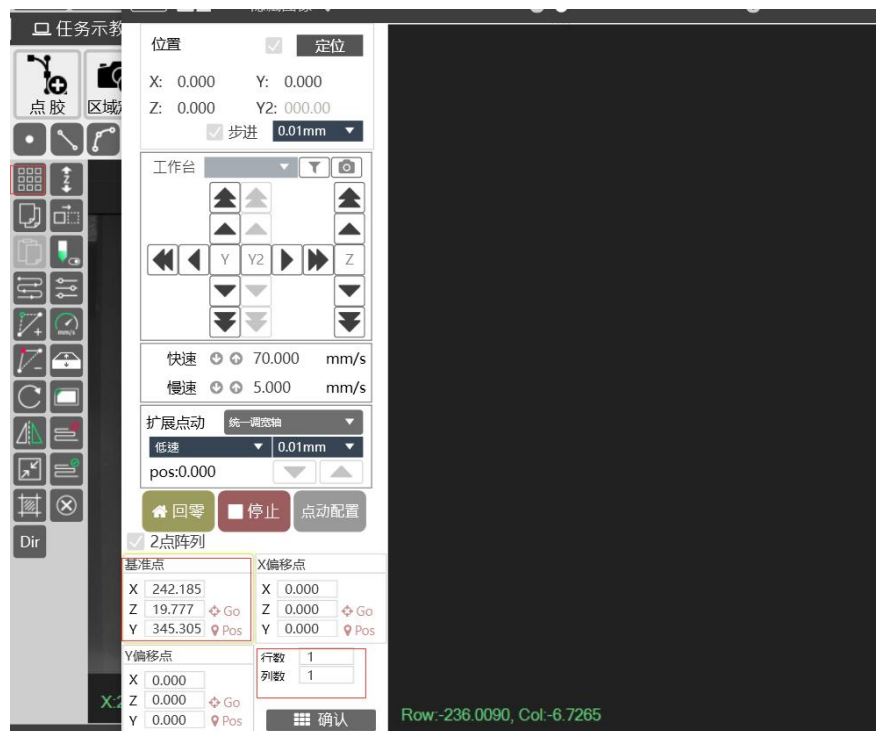 任务示教
位置
定位
X: 0.000 Y: 0.000
Z: 0.000 Y2: 000.00
步进 0.01mm
点胶
工作台
Z
Y Y2 Z
mm/s
快速 70.000 mm/s
慢速 5.000 mm/s
扩展点动 统一调宽轴
低速 0.01mm
pos:0.000
回零 停止 点动配置
Dir
2点阵列
基准点 X偏移点
X 242.185 X 0.000
Z 19.777 Go Z 0.000 Go
Y 345.305 Pos Y 0.000 Pos
Y偏移点 行数 1
列数 1
X 0.000
Z 0.000 Go
Y 0.000 Pos
确认
Row:-236.0090, Col:-6.7265